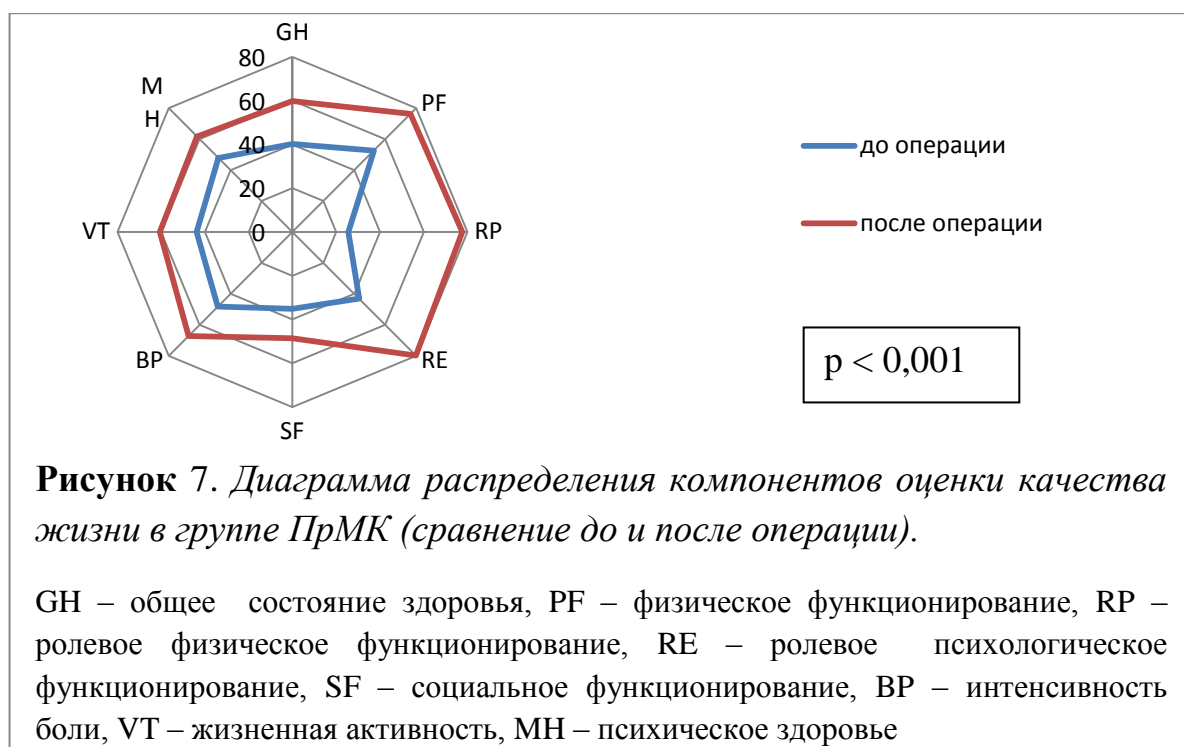 GH
80
M
H
60
PF
40
20
VT
0
RP
BP
RE
SF
до операции
после операции
p < 0,001
Рисунок 7. Диаграмма распределения компонентов оценки качества
жизни в группе ПрМК (сравнение до и после операции).
GH – общее состояние здоровья, PF – физическое функционирование, RP –
ролевое физическое функционирование, RE – ролевое психологическое
функционирование, SF – социальное функционирование, BP – интенсивность
боли, VT – жизненная активность, MH – психическое здоровье